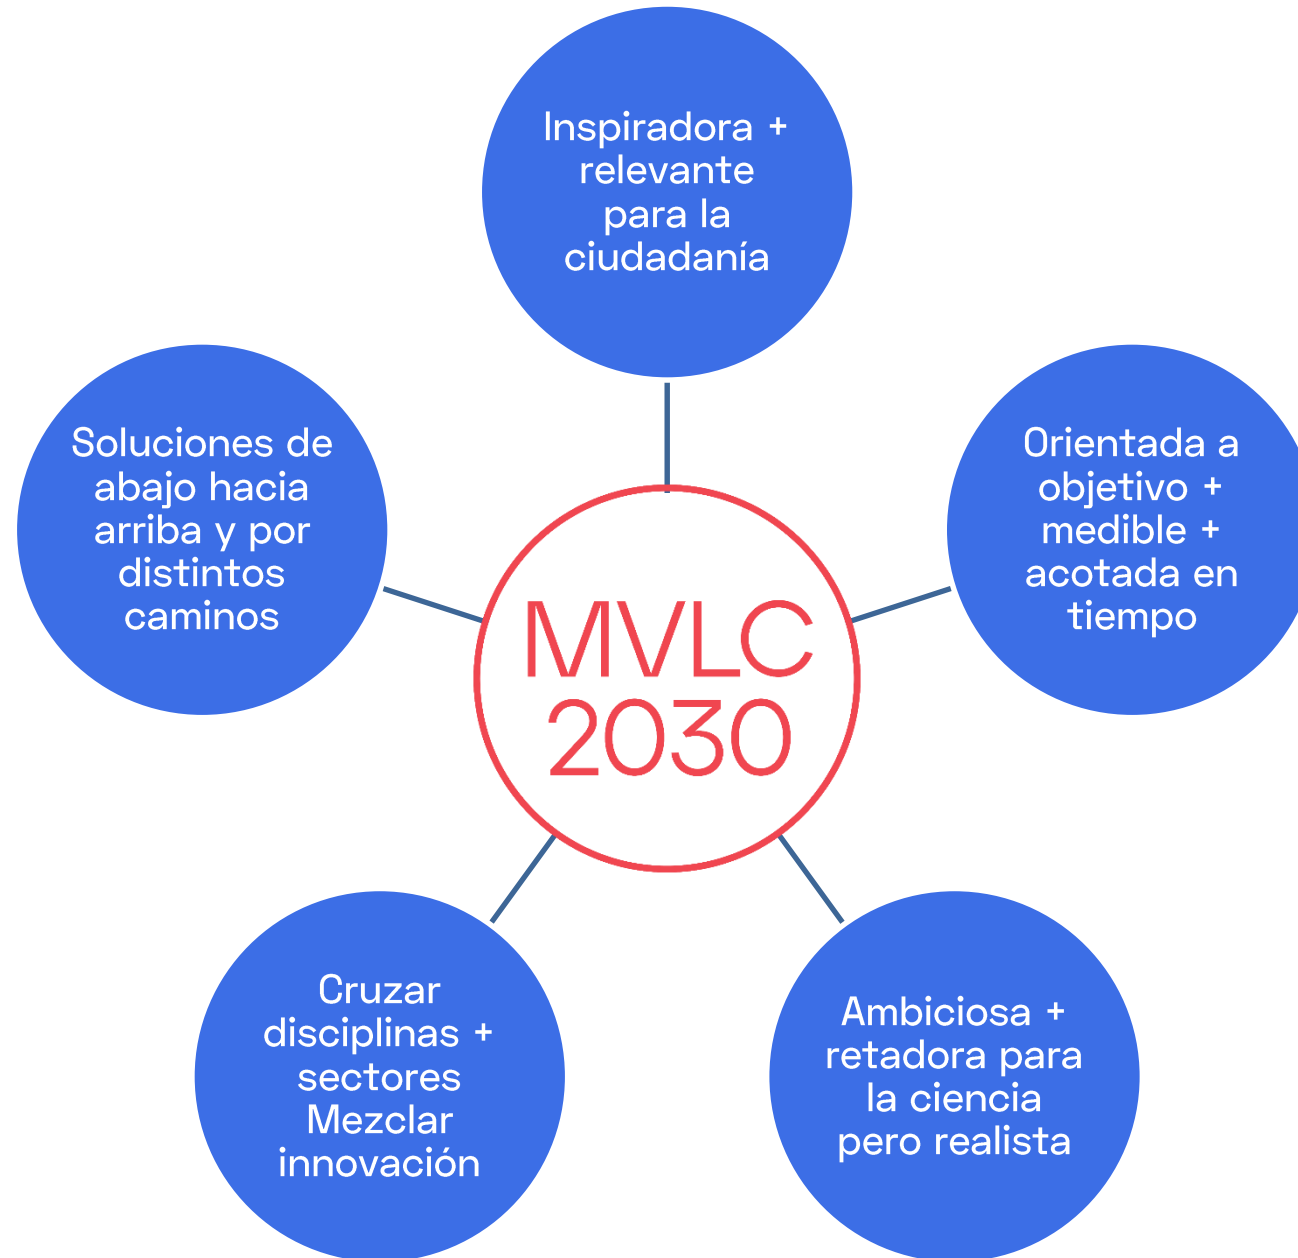 Inspiradora +
relevante
para la
ciudadanía
Soluciones de
abajo hacia
arriba y por
distintos
caminos
Orientada a
objetivo +
medible +
acotada en
tiempo
MVLC
2030
Cruzar
disciplinas +
sectores
Mezclar
innovación
Ambiciosa +
retadora para
la ciencia
pero realista